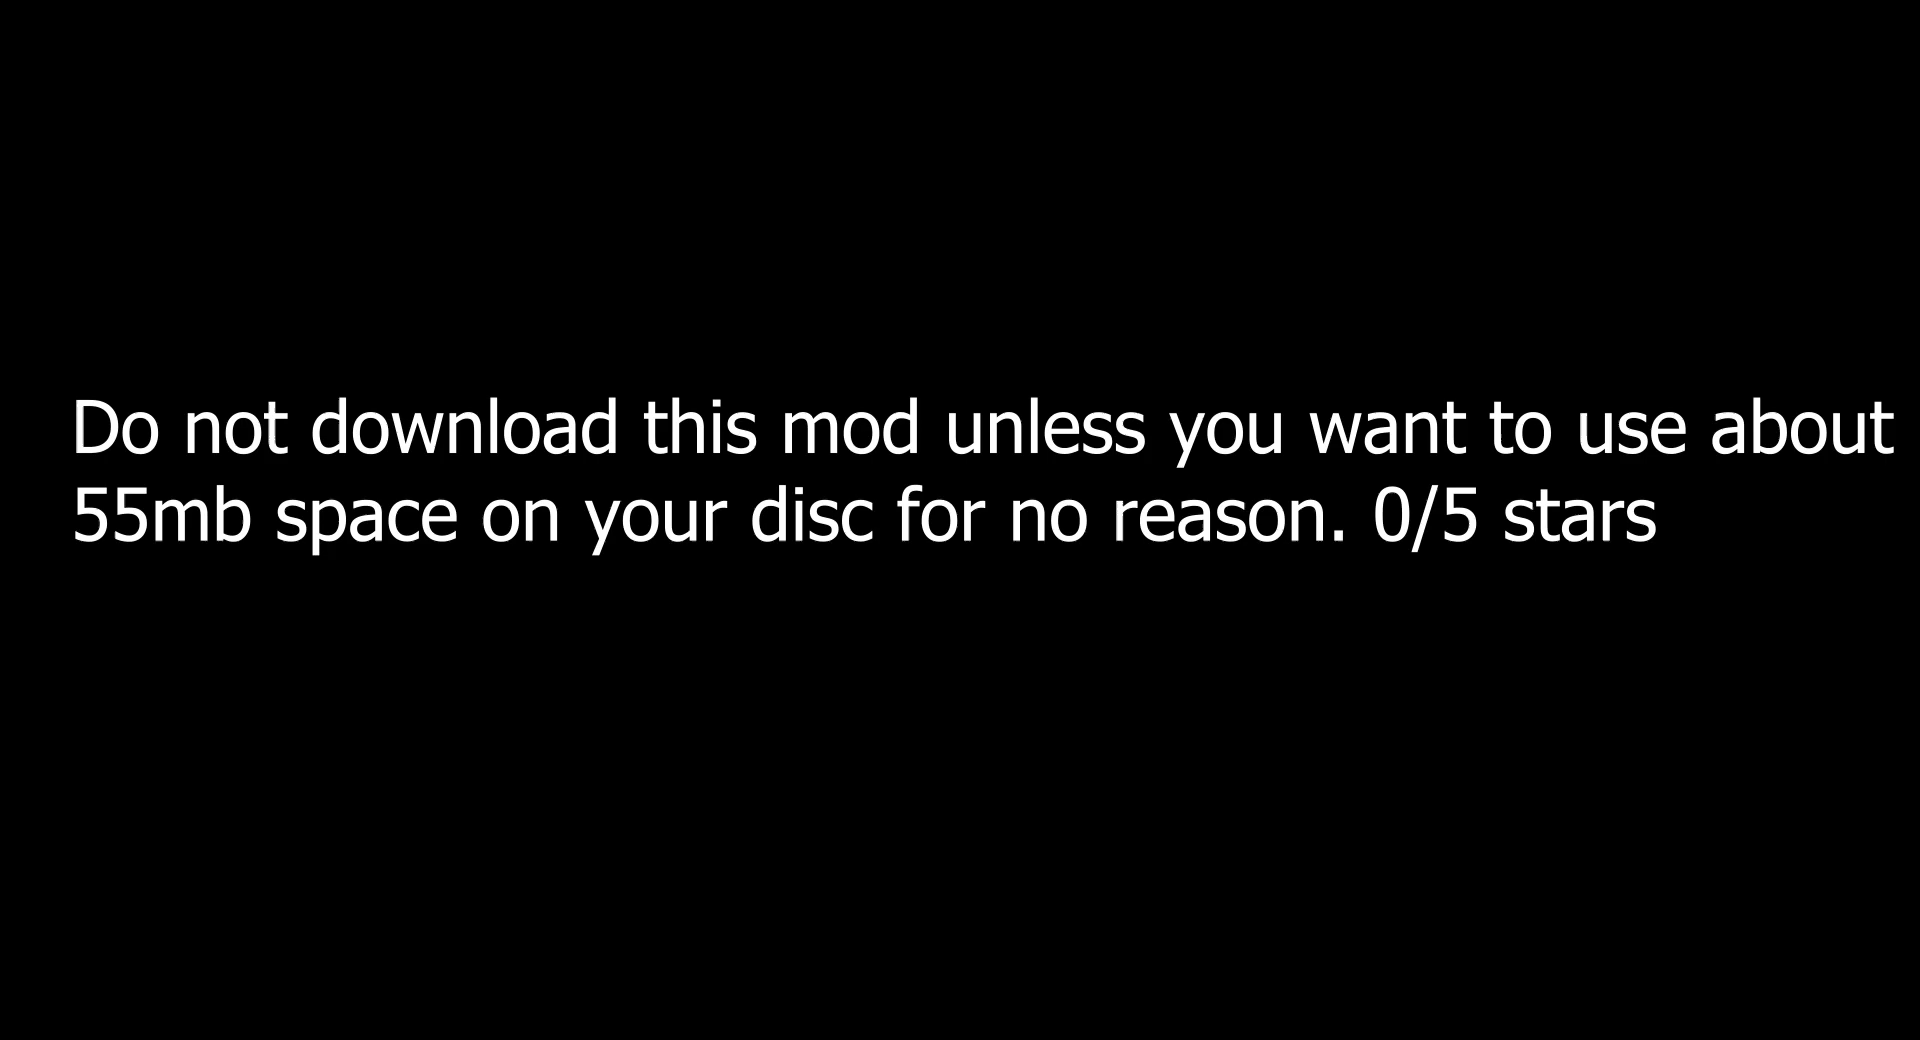 Do not download this mod unless you want to use about
55mb space on your disc for no reason. 0/5 stars